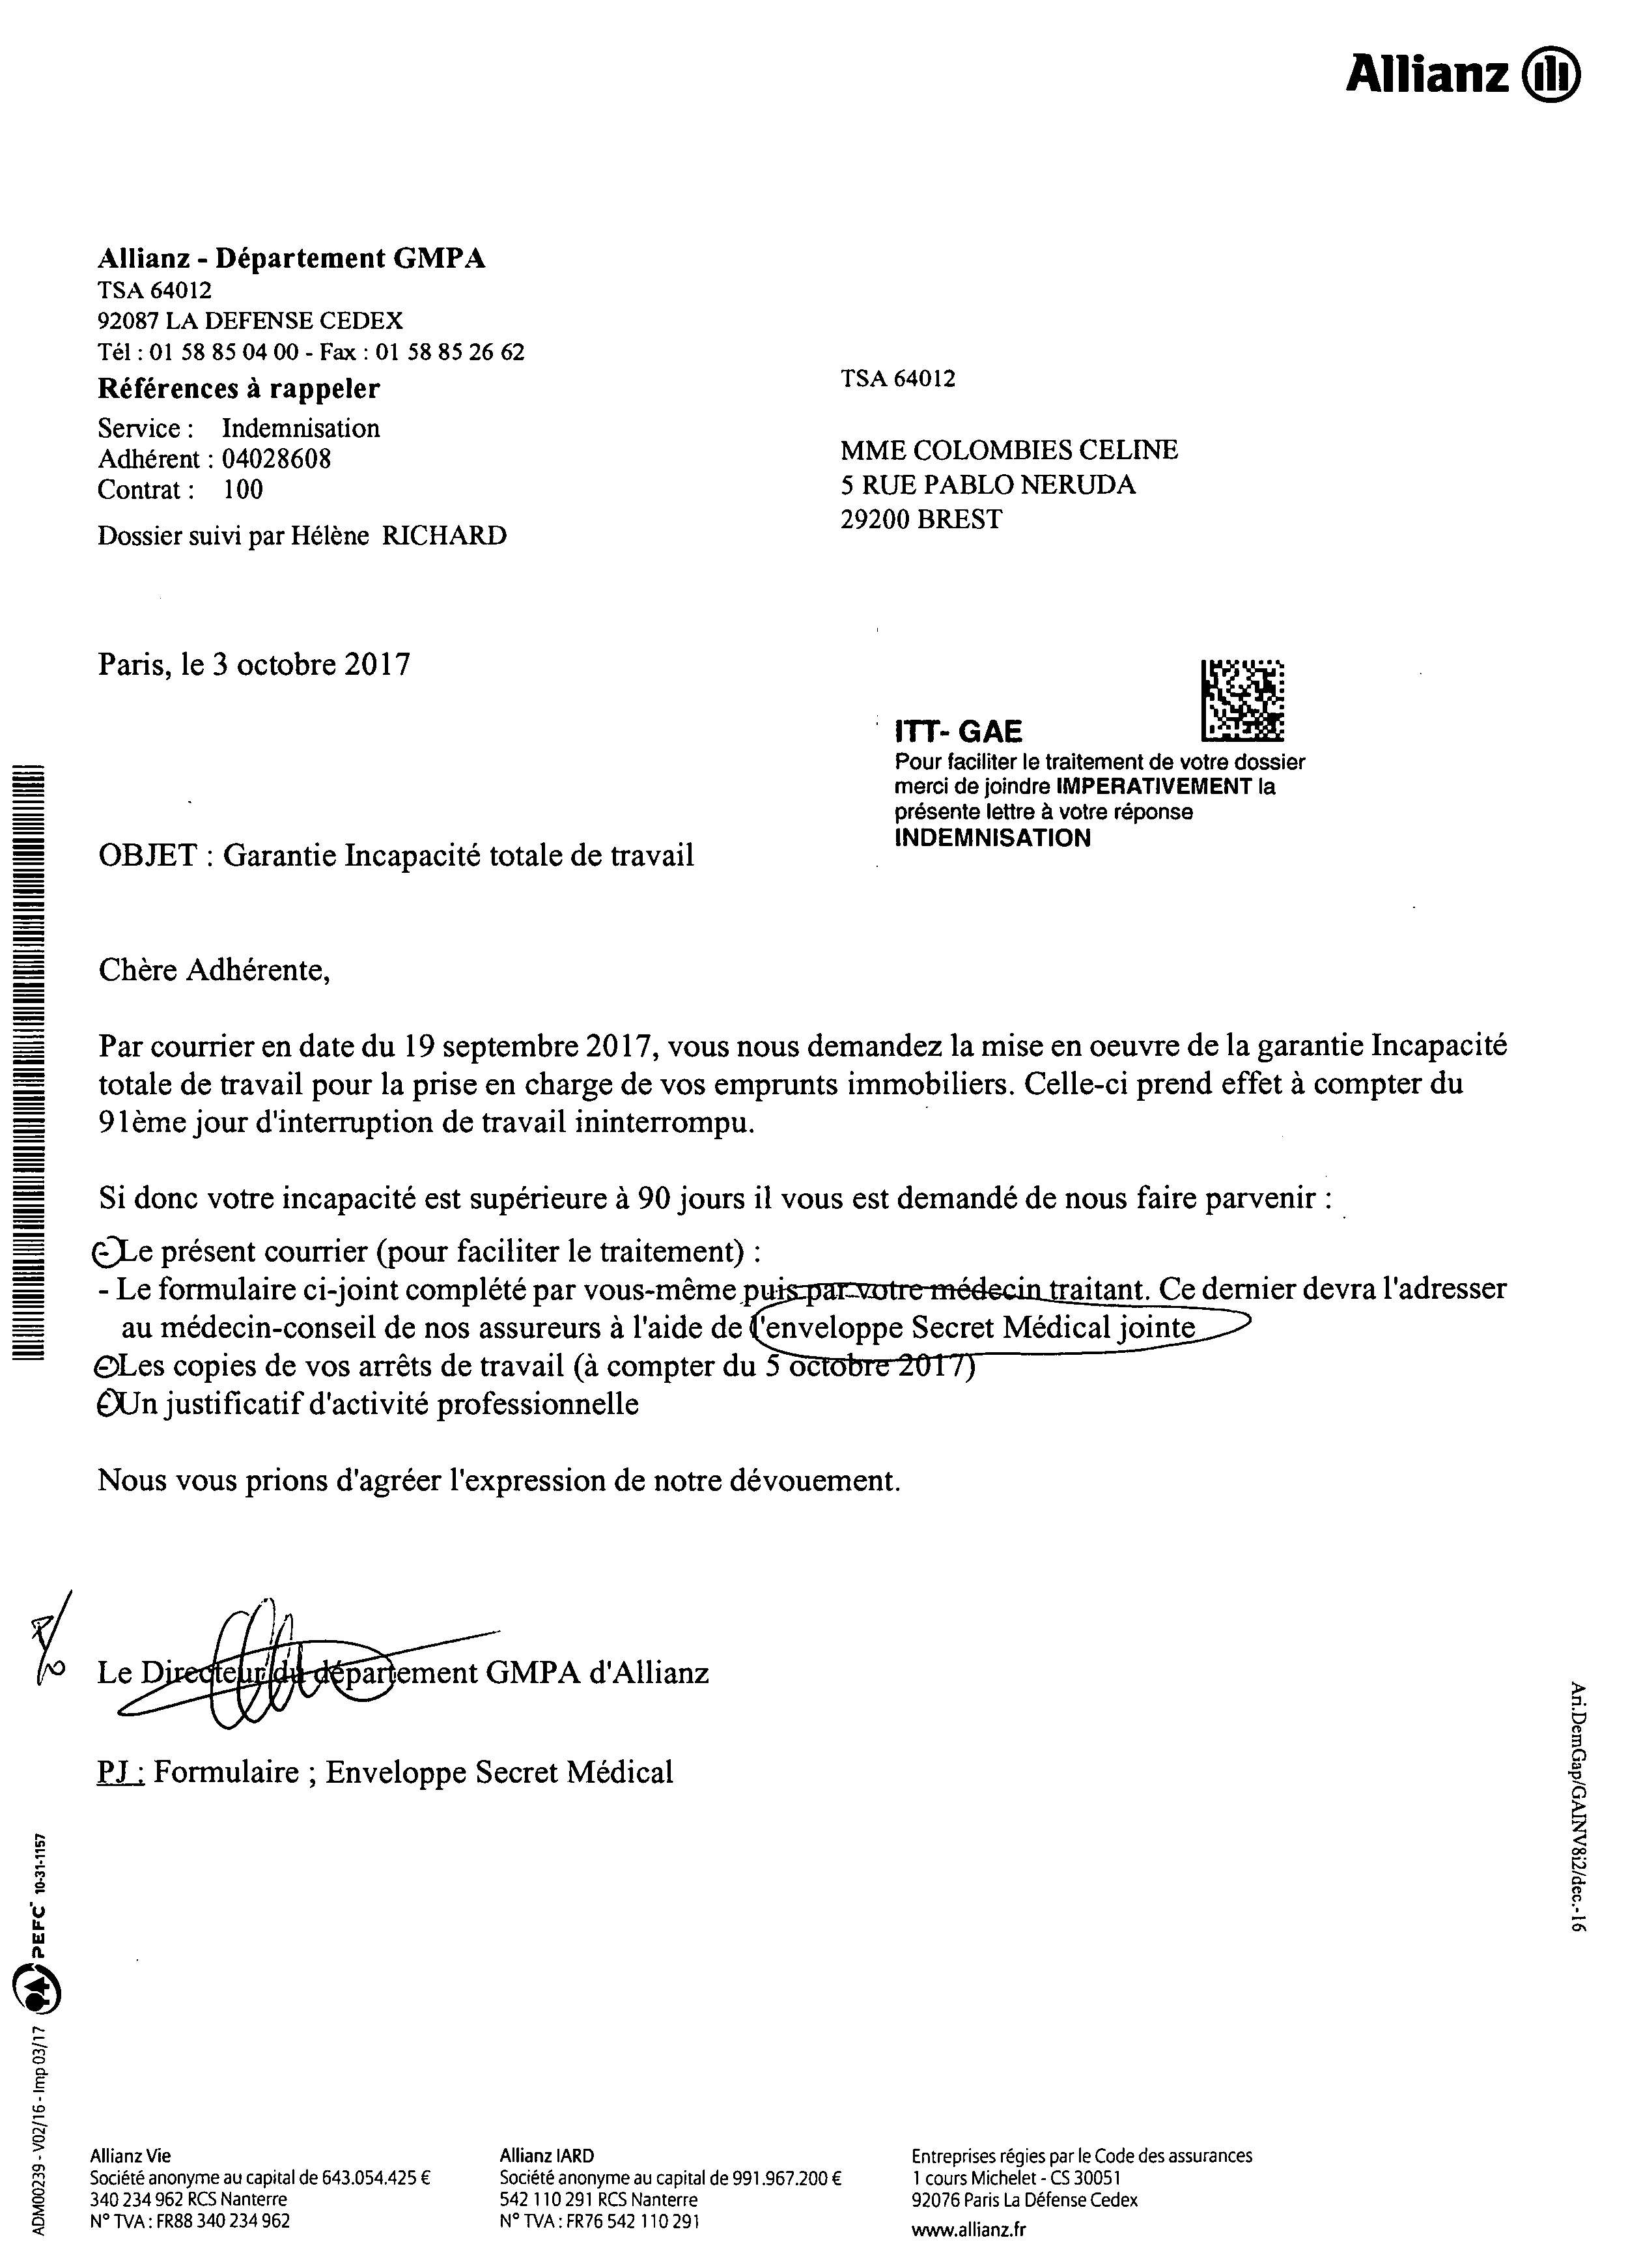 Allianz
Allianz - Département GMPA
TSA 64012
92087 LA DEFENSE CEDEX
Tél : 01 58 85 04 00 - Fax : 01 58 85 26 62
Références à rappeler
Service : Indemnisation
Adhérent : 04028608
Contrat : 100
Dossier suivi par Hélène RICHARD
TSA 64012
MME COLOMBIES CELINE
5 RUE PABLO NERUDA
29200 BREST
Paris, le 3 octobre 2017
ITT- GAE
Pour faciliter le traitement de votre dossier
merci de joindre IMPERATIVEMENT la
présente lettre à votre réponse
INDEMNISATION
OBJET : Garantie Incapacité totale de travail
Chère Adhérente,
Par courrier en date du 19 septembre 2017, vous nous demandez la mise en oeuvre de la garantie Incapacité
totale de travail pour la prise en charge de vos emprunts immobiliers. Celle-ci prend effet à compter du
91ème jour d'interruption de travail ininterrompu.
Si donc votre incapacité est supérieure à 90 jours il vous est demandé de nous faire parvenir :
- Le présent courrier (pour faciliter le traitement) :
- Le formulaire ci-joint complété par vous-même puis par votre médecin traitant. Ce dernier devra l'adresser
au médecin-conseil de nos assureurs à l'aide de l'enveloppe Secret Médical jointe
- Les copies de vos arrêts de travail (à compter du 5 octobre 2017)
- Un justificatif d'activité professionnelle
Nous vous prions d'agréer l'expression de notre dévouement.
Le Directeur du département GMPA d'Allianz
PJ : Formulaire ; Enveloppe Secret Médical
Ari.DemGap/GAINV8i2/dec.-16
ADM00239 - V02/16 - Imp 03/17
PEFC 10-31-1157
Allianz Vie
Société anonyme au capital de 643.054.425 €
340 234 962 RCS Nanterre
N° TVA : FR88 340 234 962
Allianz IARD
Société anonyme au capital de 991.967.200 €
542 110 291 RCS Nanterre
N° TVA : FR76 542 110 291
Entreprises régies par le Code des assurances
1 cours Michelet - CS 30051
92076 Paris La Défense Cedex
www.allianz.fr